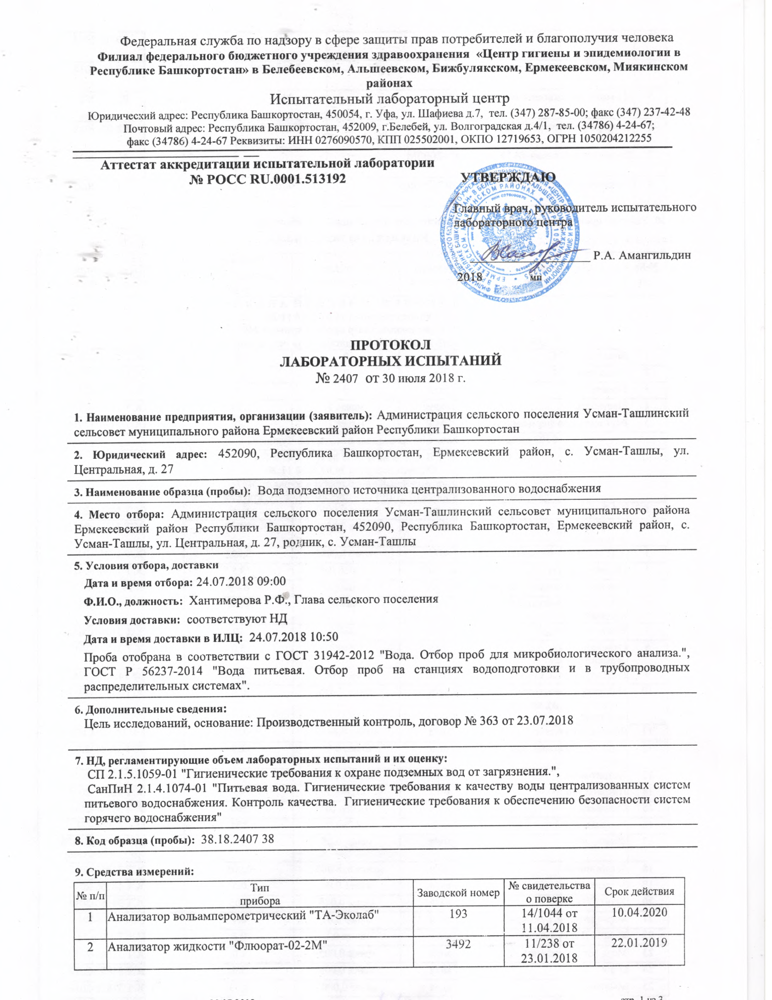 Федеральная служба по надзору в сфере защиты прав потребителей и благополучия человека
Филиал федерального бюджетного учреждения здравоохранения «Центр гигиены и эпидемиологии в
Республике Башкортостан» в Белебеевском, Альшеевском, Бижбулякском, Ермекеевском, Миякинском
районах
Испытательный лабораторный центр
Юридический адрес: Республика Башкортостан, 450054, г. Уфа, ул. Шафиева д.7, тел. (347) 287-85-00; факс (347) 237-42-48
Почтовый адрес: Республика Башкортостан, 452009, г.Белебей, ул. Волгоградская д.4/1, тел. (34786) 4-24-67;
факс (34786) 4-24-67 Реквизиты: ИНН 0276090570, КПП 025502001, ОКПО 12719653, ОГРН 1050204212255
Аттестат аккредитации испытательной лаборатории
№ РОСС RU.0001.513192
УТВЕРЖДАЮ
Главный врач, руководитель испытательного
лабораторного центра
Р.А. Амангильдин
2018 мп
ПРОТОКОЛ
ЛАБОРАТОРНЫХ ИСПЫТАНИЙ
№ 2407 от 30 июля 2018 г.
1. Наименование предприятия, организации (заявитель): Администрация сельского поселения Усман-Ташлинский
сельсовет муниципального района Ермекеевский район Республики Башкортостан
2. Юридический адрес: 452090, Республика Башкортостан, Ермекеевский район, с. Усман-Ташлы, ул.
Центральная, д. 27
3. Наименование образца (пробы): Вода подземного источника централизованного водоснабжения
4. Место отбора: Администрация сельского поселения Усман-Ташлинский сельсовет муниципального района
Ермекеевский район Республики Башкортостан, 452090, Республика Башкортостан, Ермекеевский район, с.
Усман-Ташлы, ул. Центральная, д. 27, родник, с. Усман-Ташлы
5. Условия отбора, доставки
Дата и время отбора: 24.07.2018 09:00
Ф.И.О., должность: Хантимерова Р.Ф., Глава сельского поселения
Условия доставки: соответствуют НД
Дата и время доставки в ИЛЦ: 24.07.2018 10:50
Проба отобрана в соответствии с ГОСТ 31942-2012 "Вода. Отбор проб для микробиологического анализа.",
ГОСТ Р 56237-2014 "Вода питьевая. Отбор проб на станциях водоподготовки и в трубопроводных
распределительных системах".
6. Дополнительные сведения:
Цель исследований, основание: Производственный контроль, договор № 363 от 23.07.2018
7. НД, регламентирующие объем лабораторных испытаний и их оценку:
СП 2.1.5.1059-01 "Гигиенические требования к охране подземных вод от загрязнения.",
СанПиН 2.1.4.1074-01 "Питьевая вода. Гигиенические требования к качеству воды централизованных систем
питьевого водоснабжения. Контроль качества. Гигиенические требования к обеспечению безопасности систем
горячего водоснабжения"
8. Код образца (пробы): 38.18.2407 38
9. Средства измерений:
№ п/п Тип прибора Заводской номер № свидетельства о поверке Срок действия
1 Анализатор вольамперометрический "ТА-Эколаб" 193 14/1044 от 11.04.2018 10.04.2020
2 Анализатор жидкости "Флюорат-02-2М" 3492 11/238 от 23.01.2018 22.01.2019